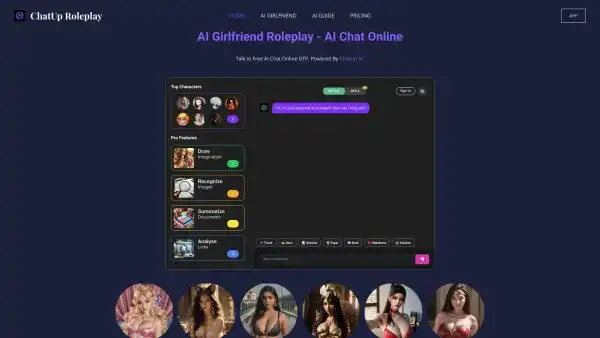 ChatUp Roleplay
HOME
AI GIRLFRIEND
AI GUIDE
PRICING
APP
AI Girlfriend Roleplay - AI Chat Online
Talk to Free AI Chat Online GTP, Powered By ChatUp AI
Top Characters
Sign in
Hi, I'm your personal AI assistant. How can I help you?
Pro Features
Draw
Imagination
Recognize
Images
Summarize
Documents
Analyse
Links
Travel